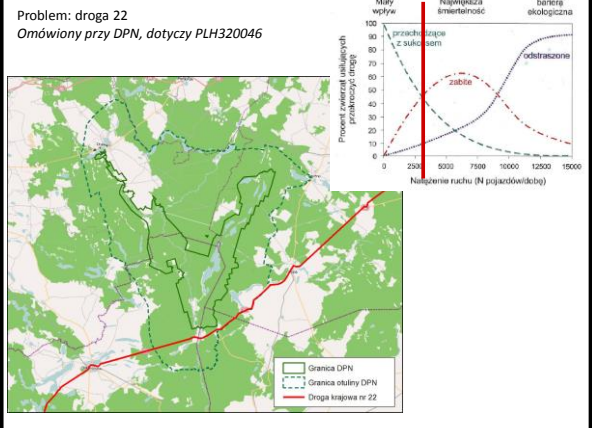 Problem: droga 22
Omówiony przy DPN, dotyczy PLH320046
Mały
wpływ
Największa
śmiertelność
bariera
ekologiczna
Procent zwierząt usiłujących
przekroczyć drogę
100
90
80
70
60
50
40
30
20
10
0
przechodzące
z sukcesem
zabite
odstraszone
0
2500
5000
7500
10000
12500
15000
Natężenie ruchu (N pojazdów/dobę)
Granica DPN
Granica otuliny DPN
Droga krajowa nr 22